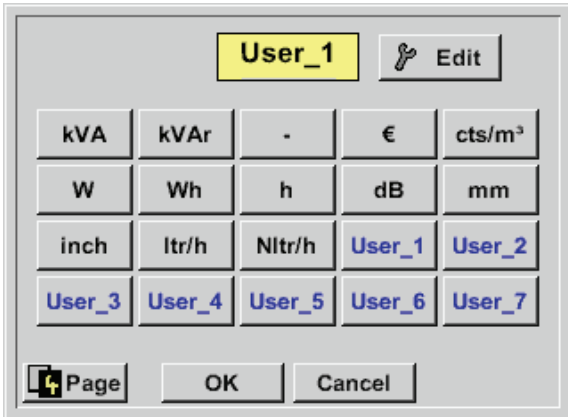 User_1 Edit
kVA kVAr - € cts/m³
W Wh h dB mm
inch ltr/h Nltr/h User_1 User_2
User_3 User_4 User_5 User_6 User_7
Page OK Cancel